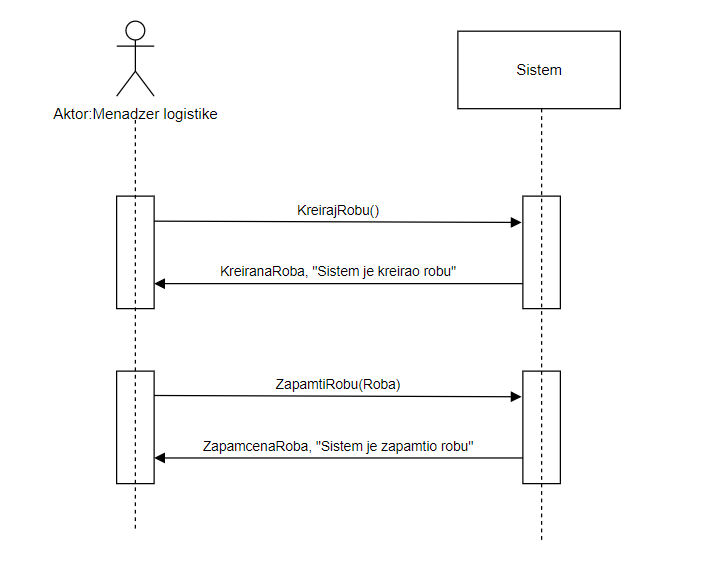 Sistem
Aktor:Menadzer logistike
KreirajRobu()
KreiranaRoba, "Sistem je kreirao robu"
ZapamtiRobu(Roba)
ZapamcenaRoba, "Sistem je zapamtio robu"